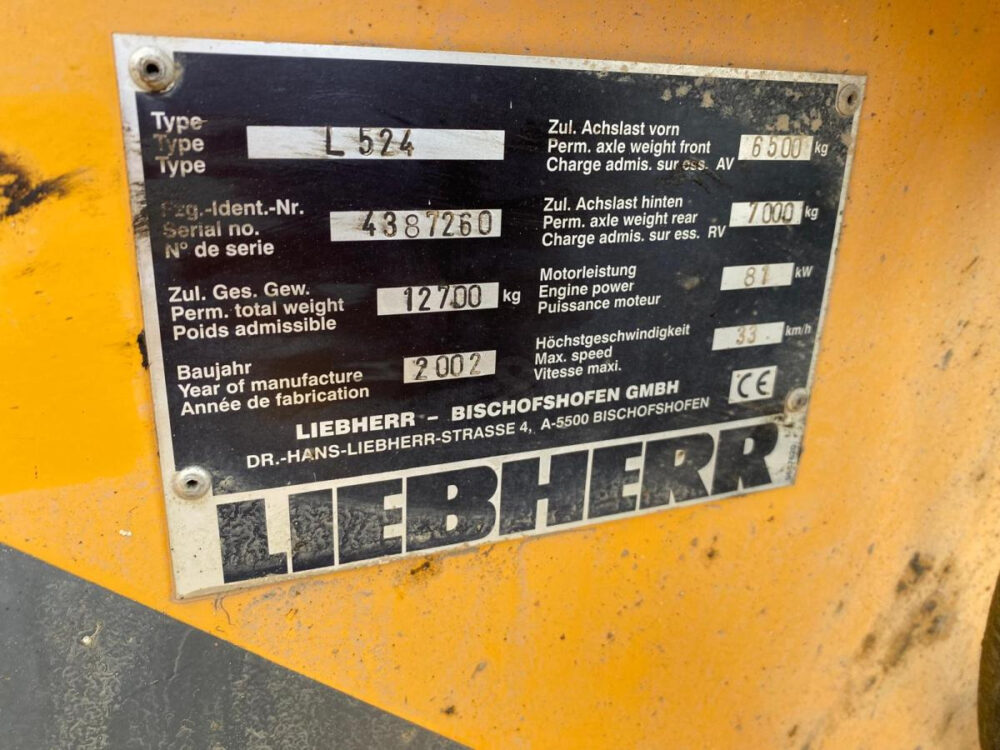 Type
Type L 524
Type
Fzg.-Ident.-Nr.
Serial no. 4387260
N° de serie
Zul. Ges. Gew.
Perm. total weight 12700 kg
Poids admissible
Baujahr
Year of manufacture 2002
Année de fabrication
Zul. Achslast vorn
Perm. axle weight front 6500 kg
Charge admis. sur ess. AV
Zul. Achslast hinten
Perm. axle weight rear 7000 kg
Charge admis. sur ess. RV
Motorleistung
Engine power 81 kW
Puissance moteur
Höchstgeschwindigkeit
Max. speed 33 km/h
Vitesse maxi.
LIEBHERR – BISCHOFSHOFEN GMBH CE
DR.-HANS-LIEBHERR-STRASSE 4, A-5500 BISCHOFSHOFEN
LIEBHERR